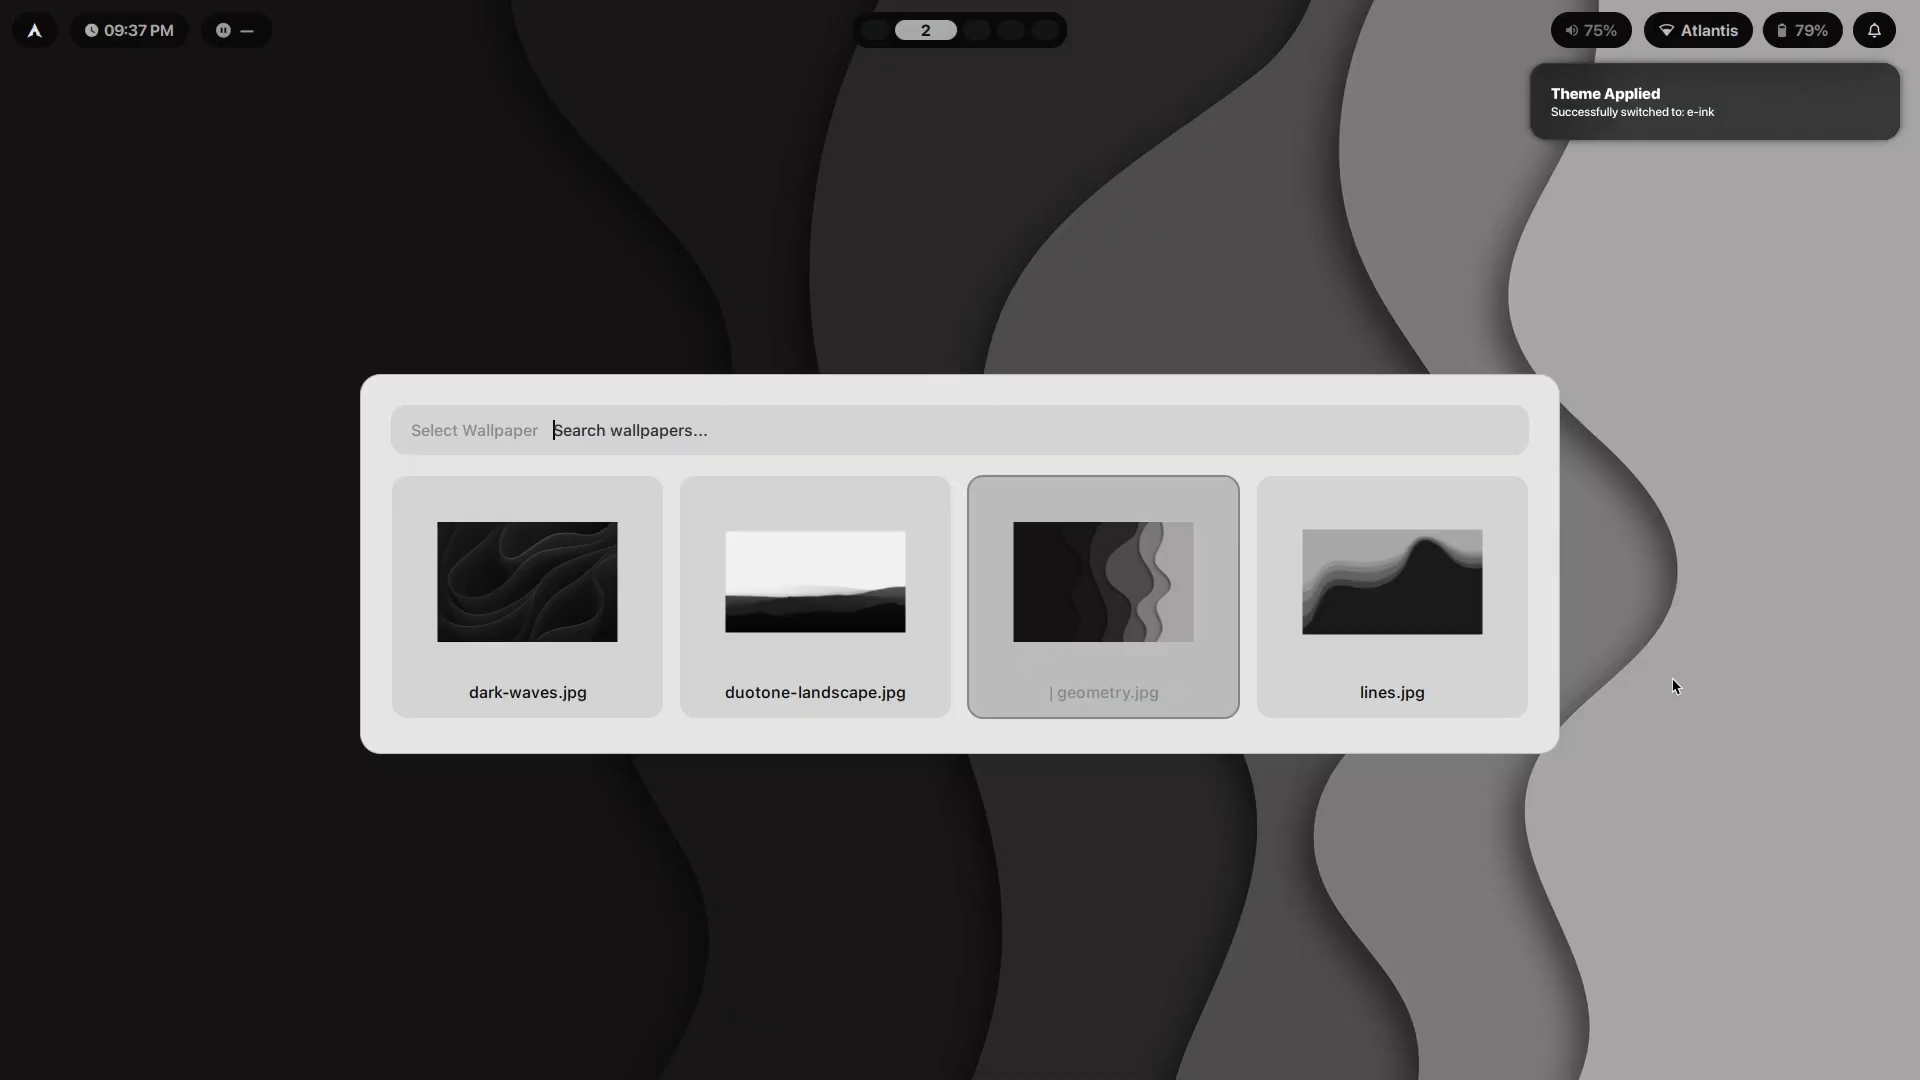 09:37 PM
—
2
75%
Atlantis
79%
Theme Applied
Successfully switched to: e-ink
Select Wallpaper Search wallpapers...
dark-waves.jpg
duotone-landscape.jpg
| geometry.jpg
lines.jpg